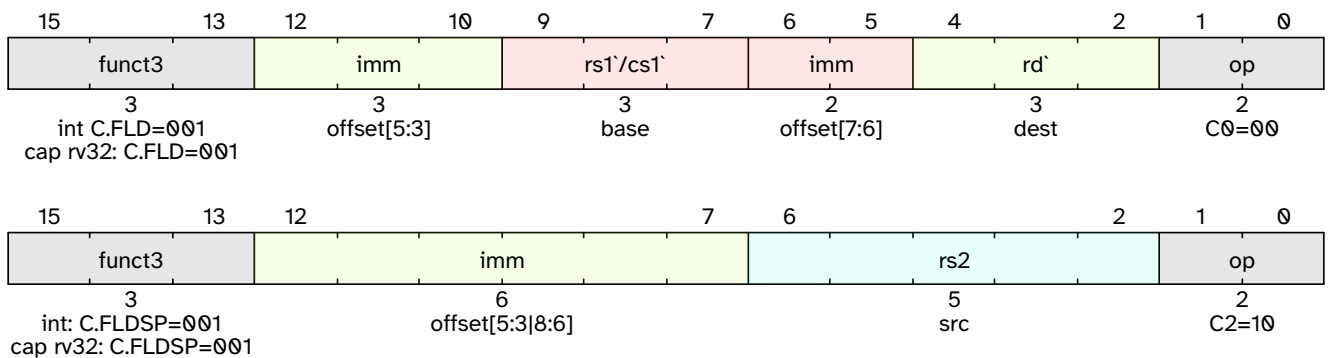 15 13 12 10 9 7 6 5 4 2 1 0
funct3 imm rs1`/cs1` imm rd` op
3 3 3 2 3 2
int C.FLD=001 offset[5:3] base offset[7:6] dest C0=00
cap rv32: C.FLD=001
15 13 12 7 6 2 1 0
funct3 imm rs2 op
3 6 5 2
int: C.FLDSP=001 offset[5:3|8:6] src C2=10
cap rv32: C.FLDSP=001